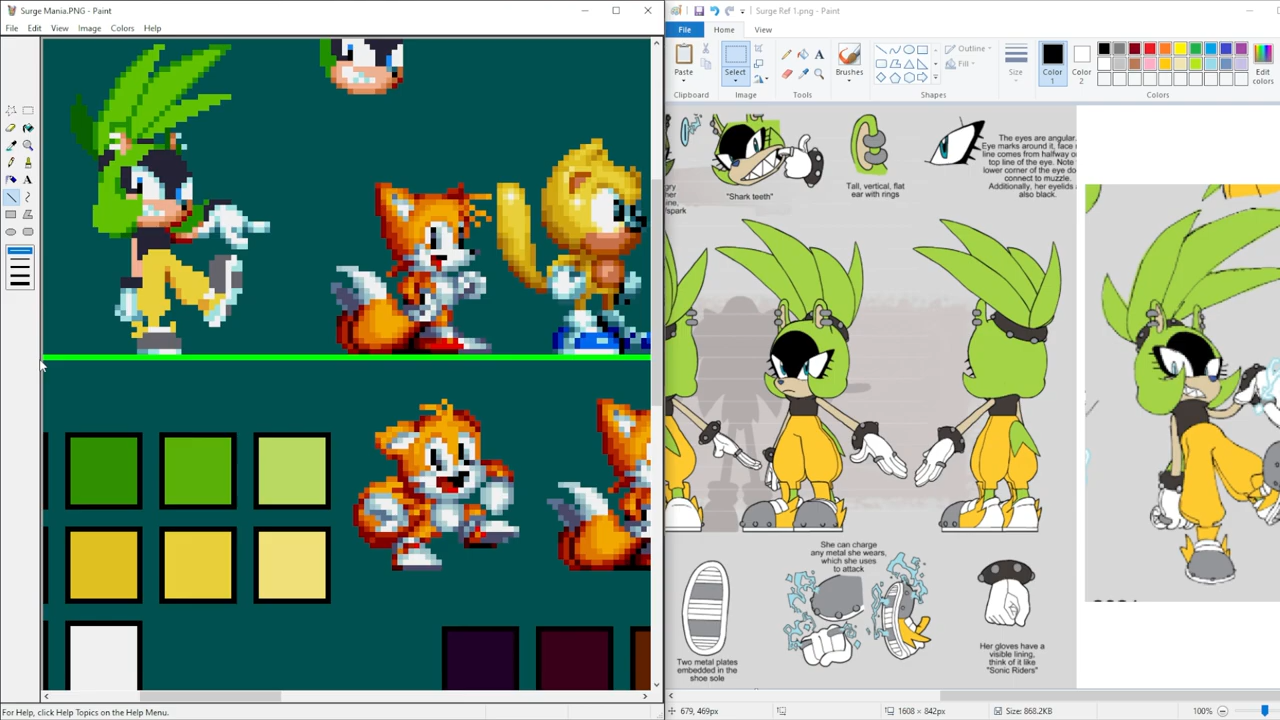 Surge Mania.PNG - Paint
File Edit View Image Colors Help
For Help, click Help Topics on the Help Menu.
Surge Ref 1.png - Paint
File Home View
Paste
Clipboard
Select
Image
Tools
Brushes
Outline
Fill
Shapes
Size
Color
1
Color
2
Edit
colors
Colors
"Shark teeth"
Tall, vertical, flat
ear with rings
The eyes are angular.
Eye marks around it, face
line comes from halfway
top line of the eye. Note
lower corner of the eye do
connect to muzzle.
Additionally, her eyelids
also black.
Two metal plates
embedded in the
shoe sole
She can charge
any metal she wears,
which she uses
to attack
Her gloves have a
visible lining,
think of it like
"Sonic Riders"
679, 469px
1608 × 842px
Size: 868.2KB
100%